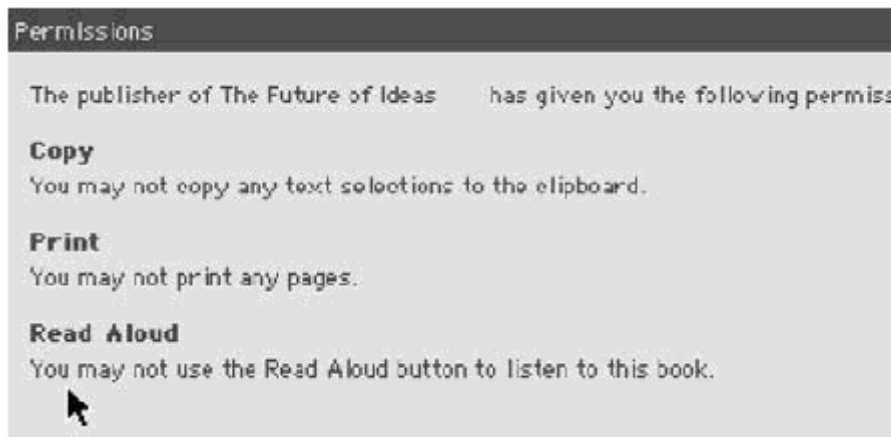 Permissions
The publisher of The Future of Ideas has given you the following permiss
Copy
You may not copy any text selections to the clipboard.
Print
You may not print any pages.
Read Aloud
You may not use the Read Aloud button to listen to this book.